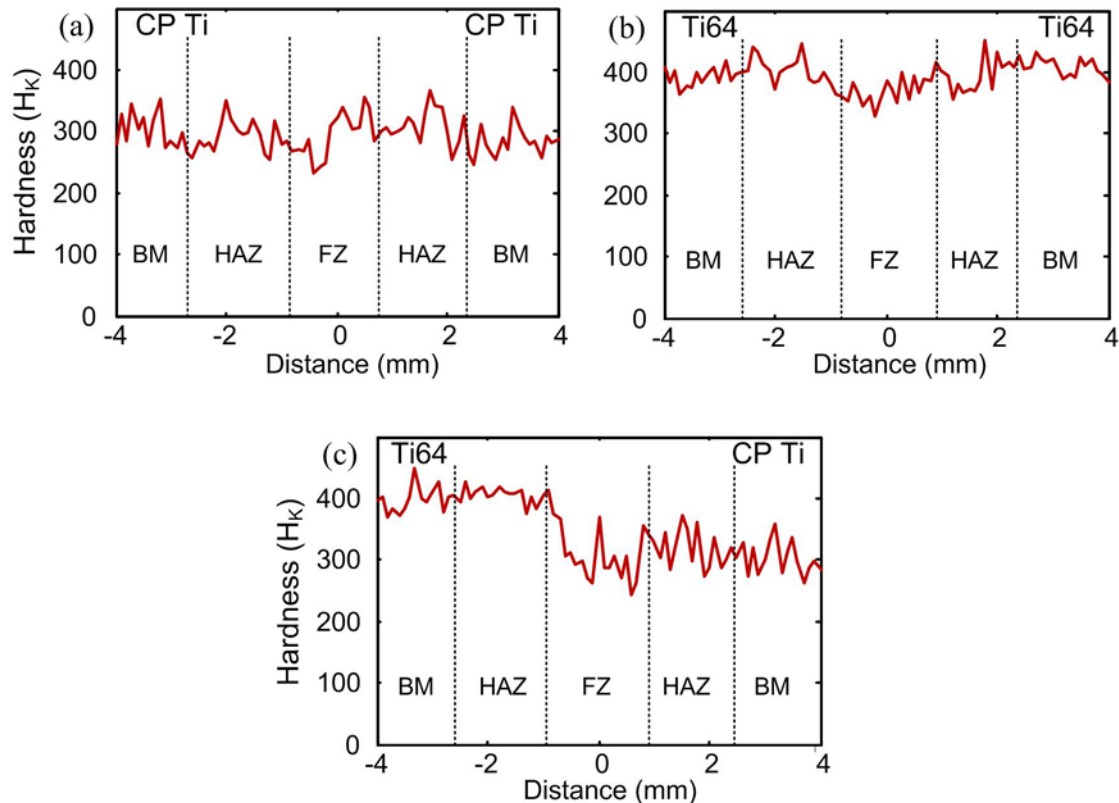 (a)
CP Ti CP Ti
400
300
200
100
0
Hardness (H_K)
BM HAZ FZ HAZ BM
-4 -2 0 2 4
Distance (mm)
(b)
Ti64 Ti64
400
300
200
100
0
BM HAZ FZ HAZ BM
-4 -2 0 2 4
Distance (mm)
(c)
Ti64 CP Ti
400
300
200
100
0
Hardness (H_K)
BM HAZ FZ HAZ BM
-4 -2 0 2 4
Distance (mm)